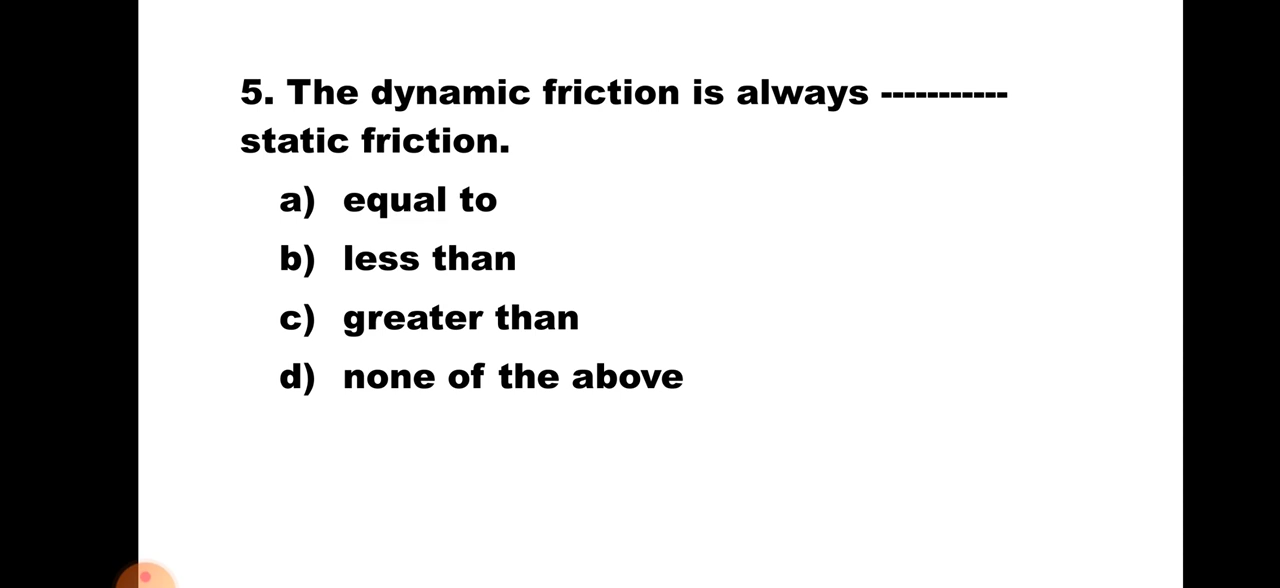 5. The dynamic friction is always -----------
static friction.
a) equal to
b) less than
c) greater than
d) none of the above